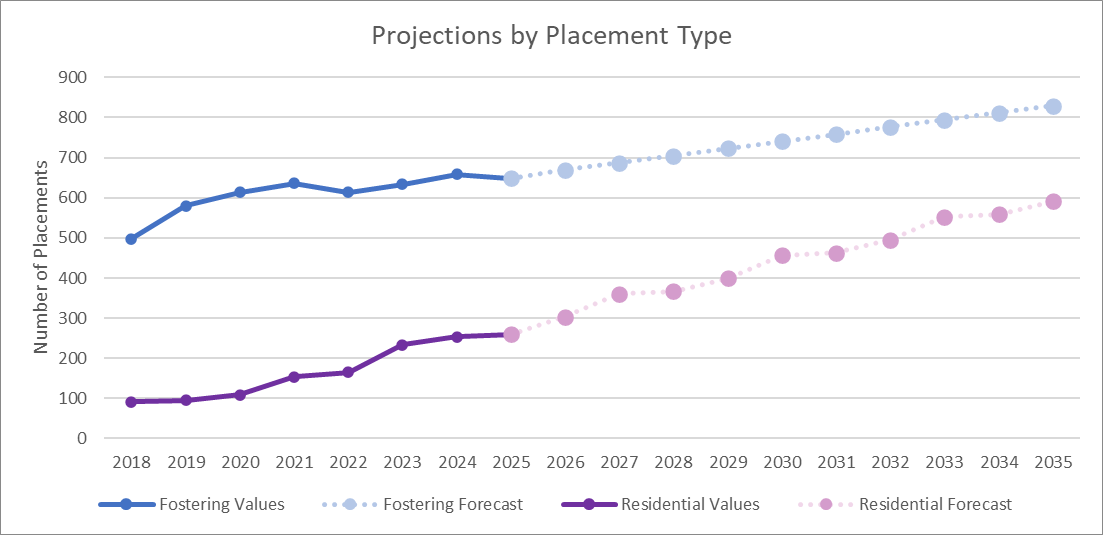 Projections by Placement Type
Number of Placements
900
800
700
600
500
400
300
200
100
0
2018 2019 2020 2021 2022 2023 2024 2025 2026 2027 2028 2029 2030 2031 2032 2033 2034 2035
Fostering Values Fostering Forecast Residential Values Residential Forecast